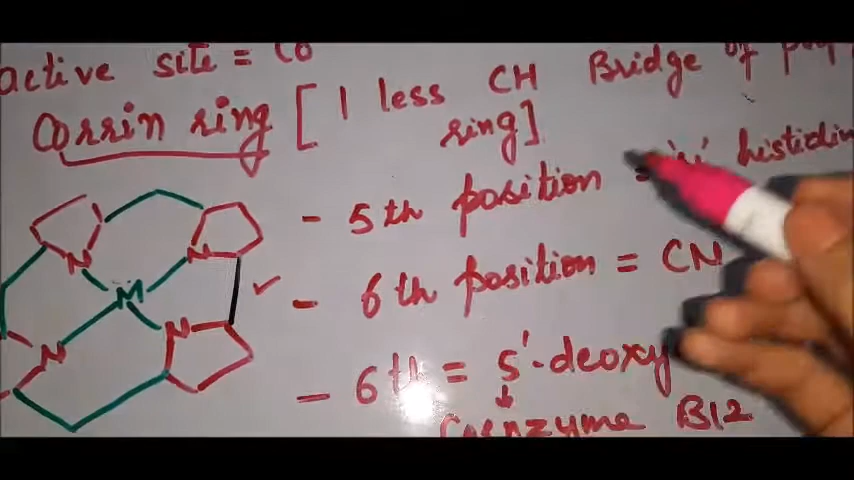 active site = Co
Corrin ring [ 1 less CH Bridge of
ring ]
- 5th position =
- 6th position = CN
- 6th = 5'-deoxy
Coenzyme B12
N N
M
N N